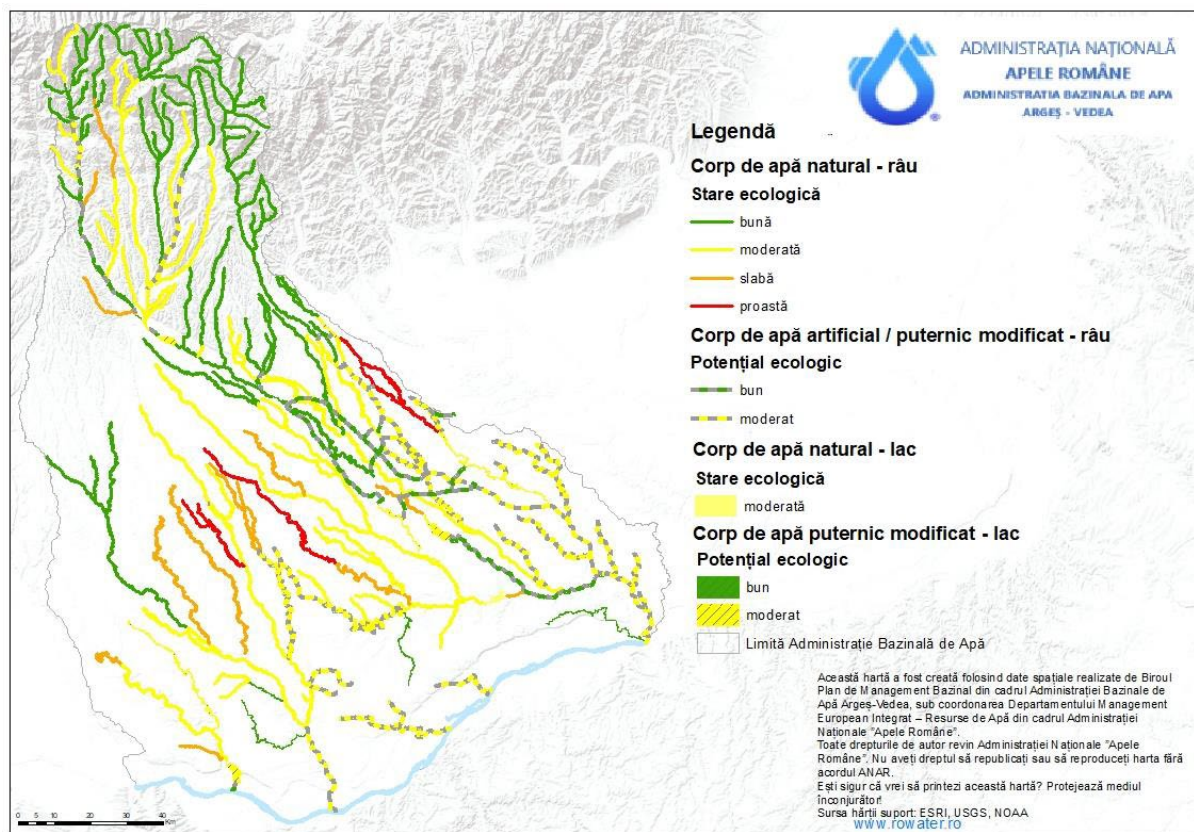 ADMINISTRAȚIA NAȚIONALĂ
APELE ROMÂNE
ADMINISTRATIA BAZINALA DE APA
ARGEȘ - VEDEA
Legendă
Corp de apă natural - râu
Stare ecologică
bună
moderată
slabă
proastă
Corp de apă artificial / puternic modificat - râu
Potențial ecologic
bun
moderat
Corp de apă natural - lac
Stare ecologică
moderată
Corp de apă puternic modificat - lac
Potențial ecologic
bun
moderat
Limită Administrație Bazinală de Apă
Această hartă a fost creată folosind date spațiale realizate de Biroul
Plan de Management Bazinal din cadrul Administrației Bazinale de
Apă Argeș-Vedea, sub coordonarea Departamentului Management
European Integrat – Resurse de Apă din cadrul Administrației
Naționale "Apele Române".
Toate drepturile de autor revin Administrației Naționale "Apele
Române". Nu aveți dreptul să republicați sau să reproduceți harta fără
acordul ANAR.
Ești sigur că vrei să printezi această hartă? Protejează mediul
înconjurător!
Sursa hărții suport: ESRI, USGS, NOAA
www.rowater.ro
0 5 10 20 30 40
Km